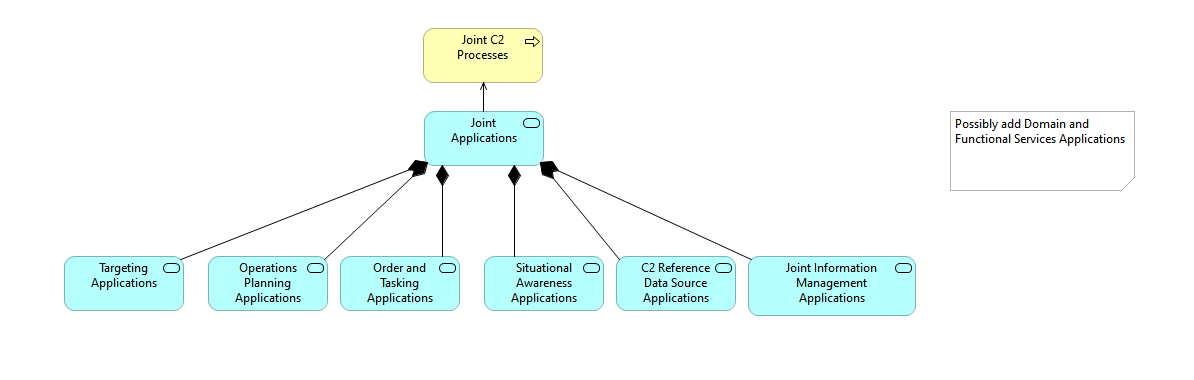 Joint C2
Processes
Joint
Applications
Possibly add Domain and
Functional Services Applications
Targeting
Applications
Operations
Planning
Applications
Order and
Tasking
Applications
Situational
Awareness
Applications
C2 Reference
Data Source
Applications
Joint Information
Management
Applications